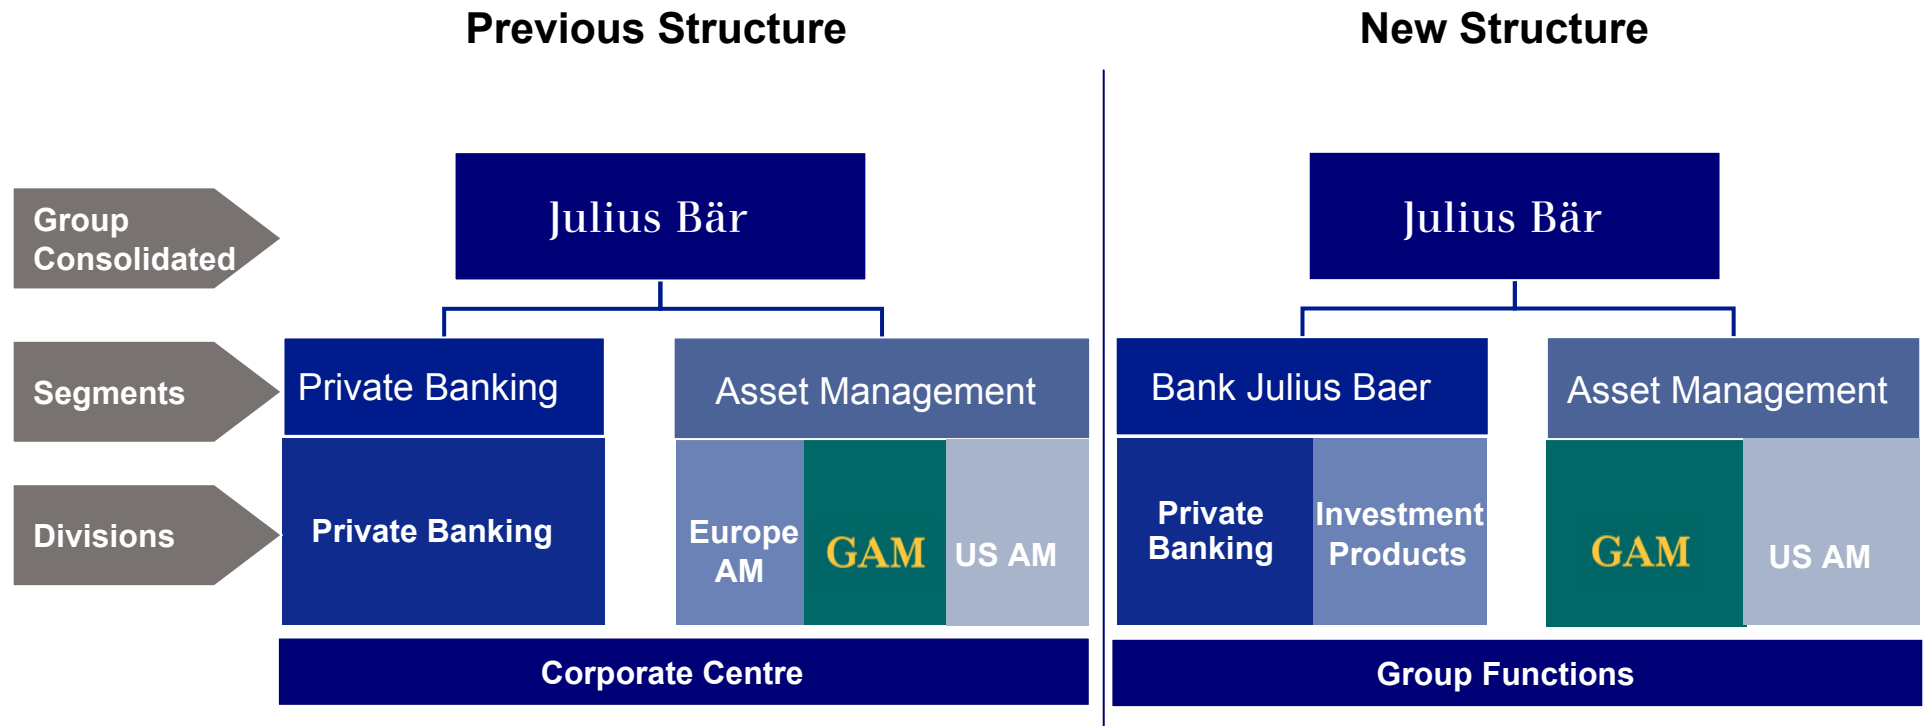 Previous Structure
New Structure
Group
Consolidated
Julius Bär
Julius Bär
Segments
Private Banking
Asset Management
Bank Julius Baer
Asset Management
Divisions
Private Banking
Europe
AM
GAM
US AM
Private
Banking
Investment
Products
GAM
US AM
Corporate Centre
Group Functions